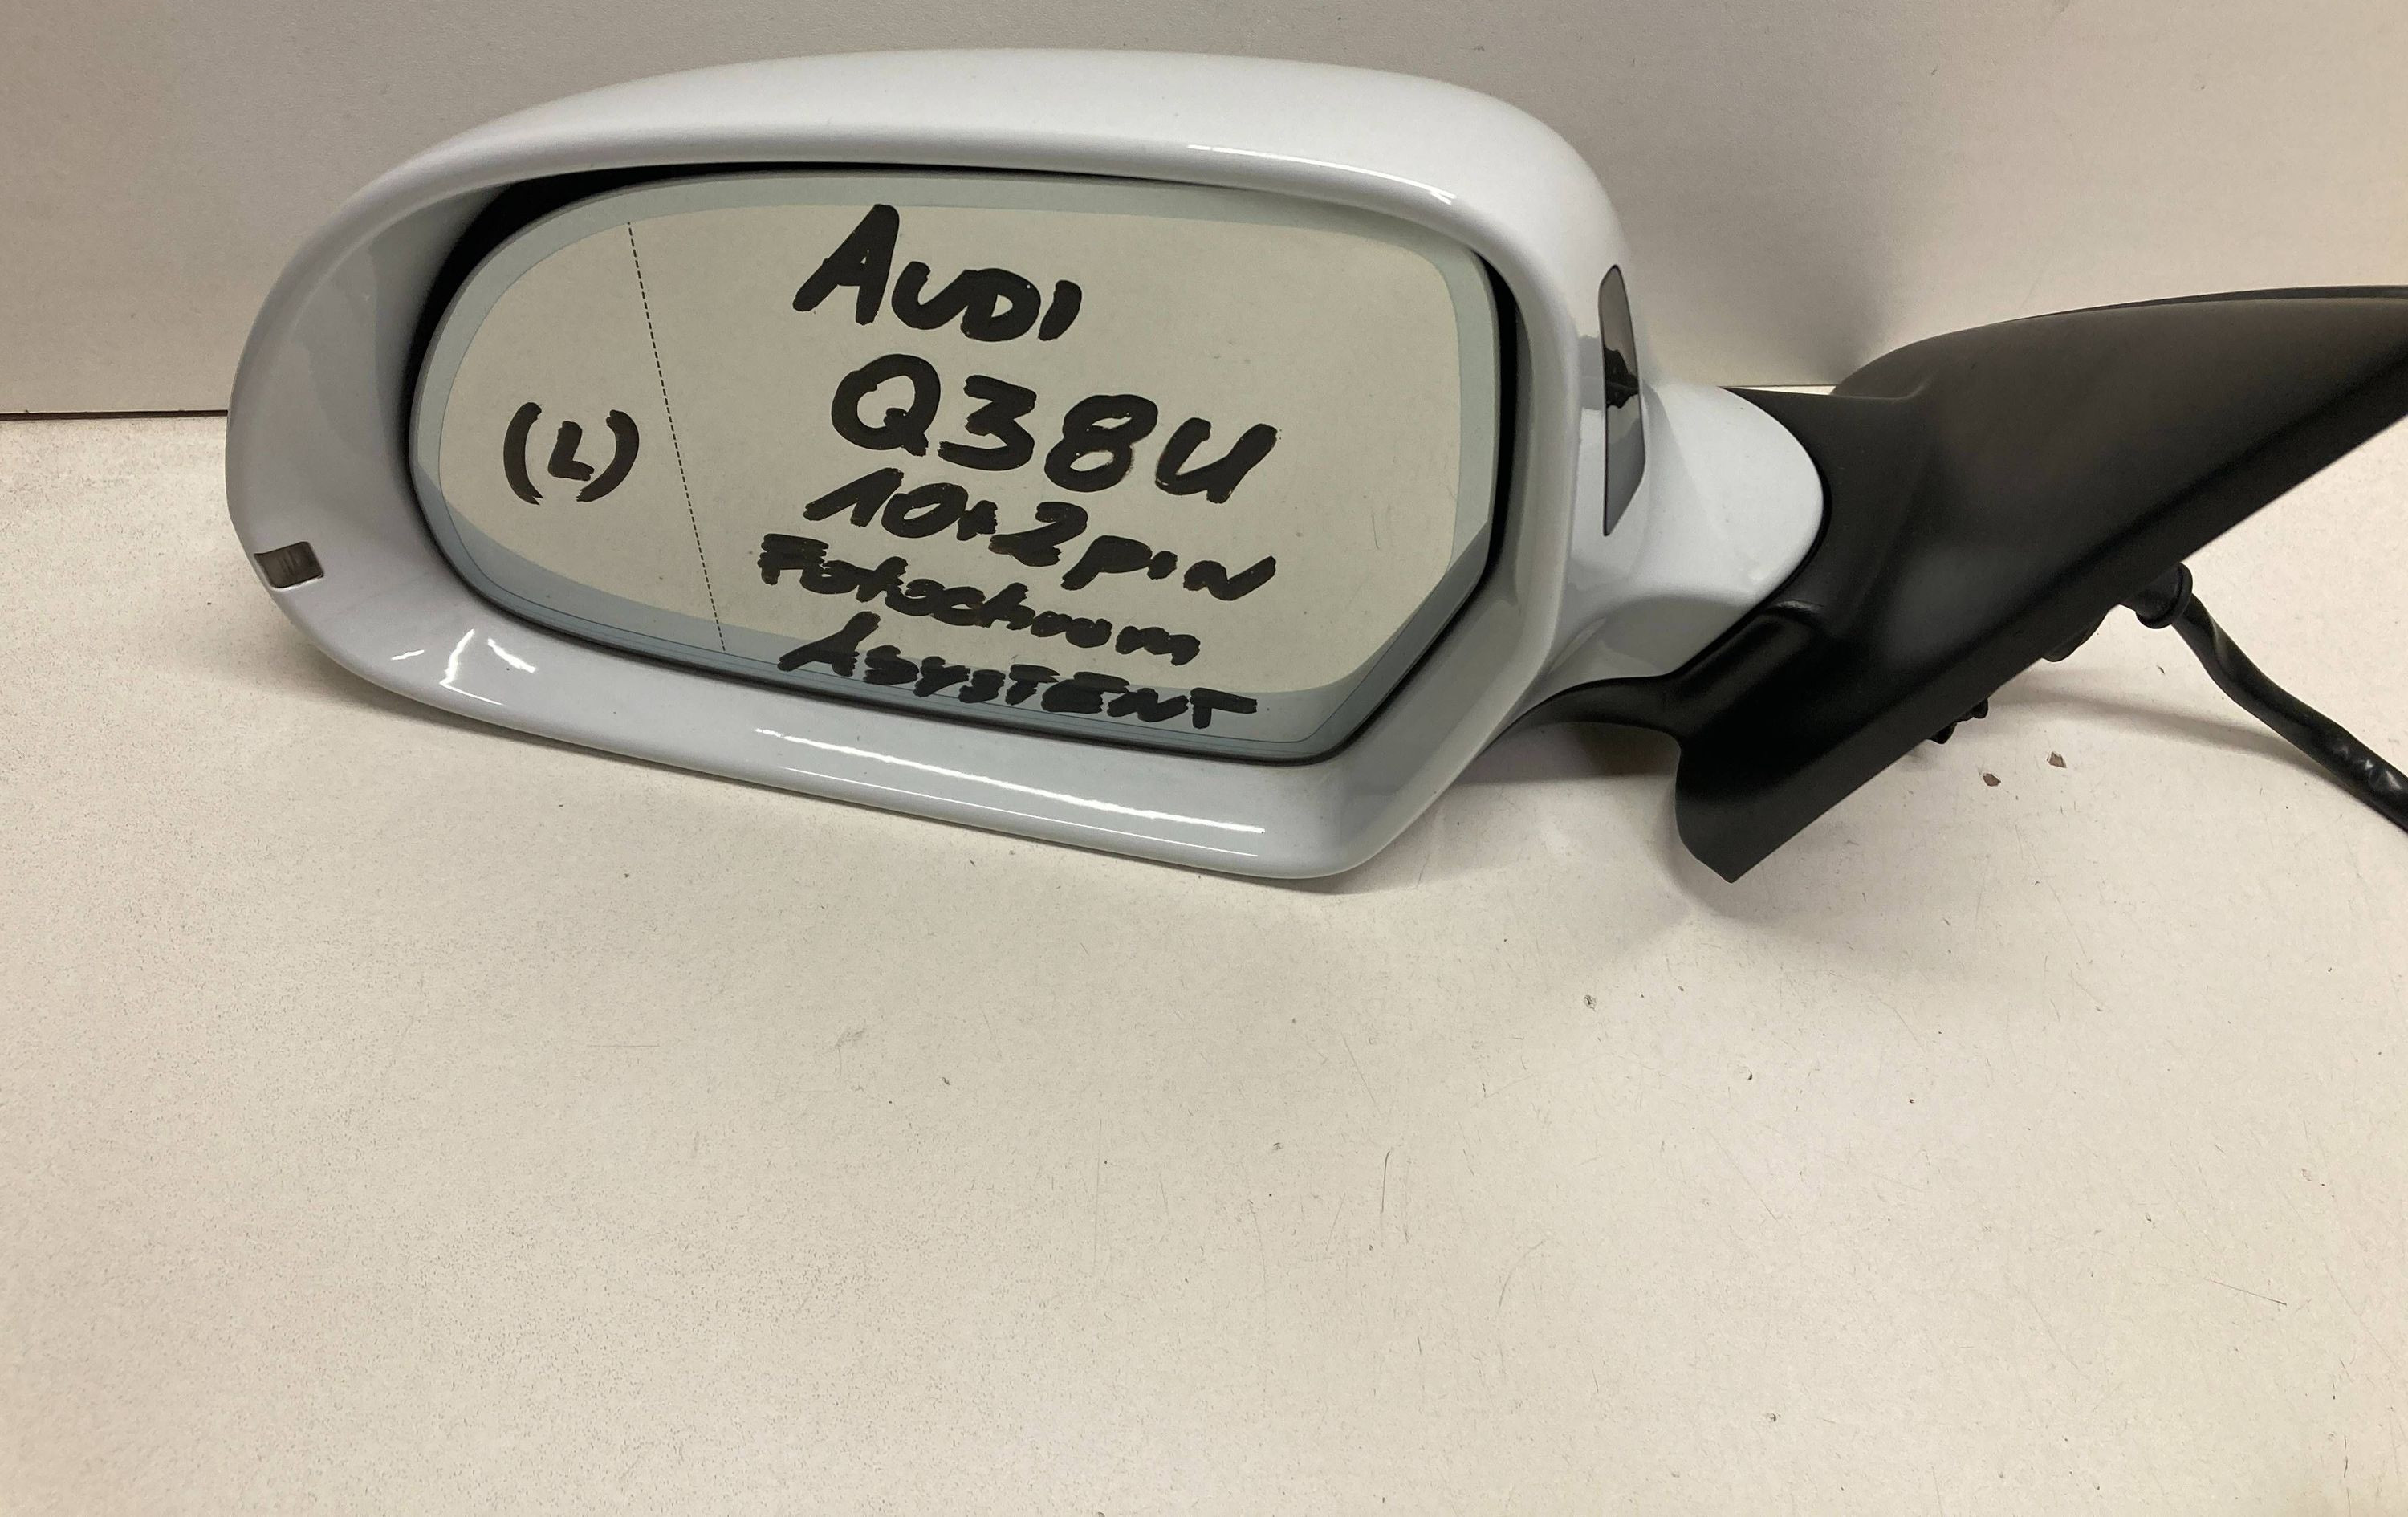 AUDI
Q38U
(L)
10+2PIN
Fotochrom
ASYSTENT